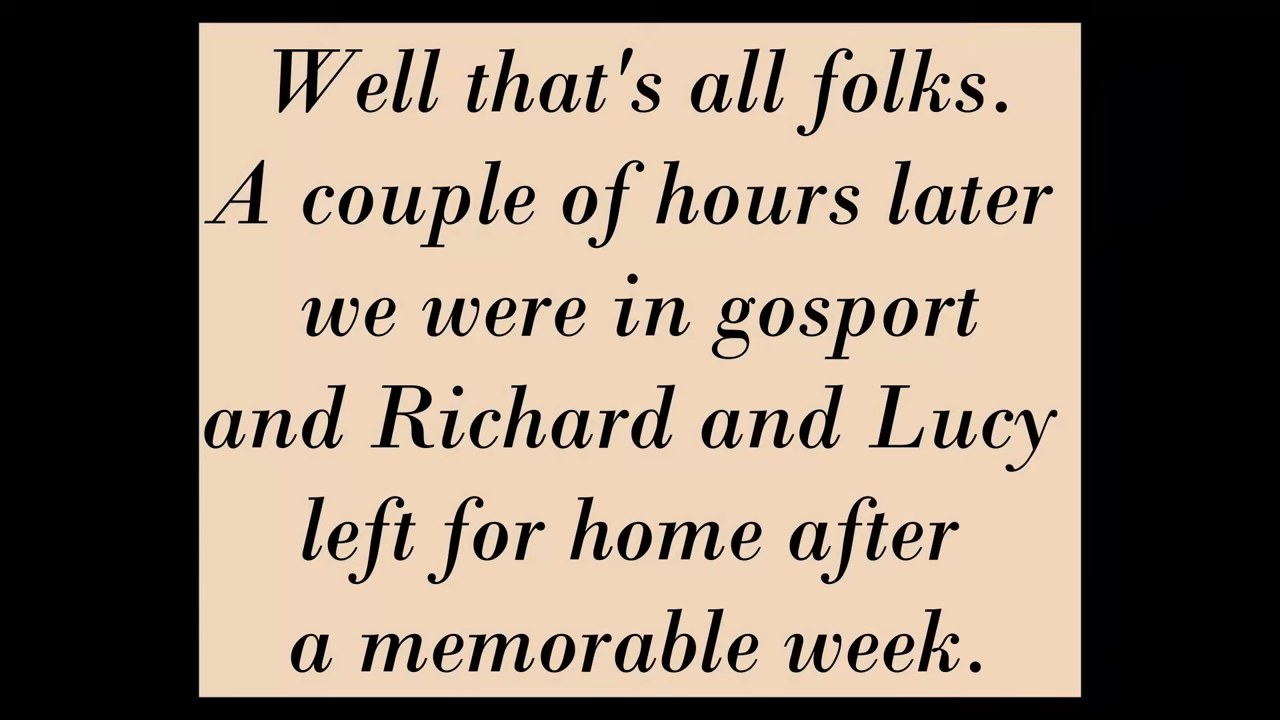 Well that's all folks.
A couple of hours later
we were in gosport
and Richard and Lucy
left for home after
a memorable week.